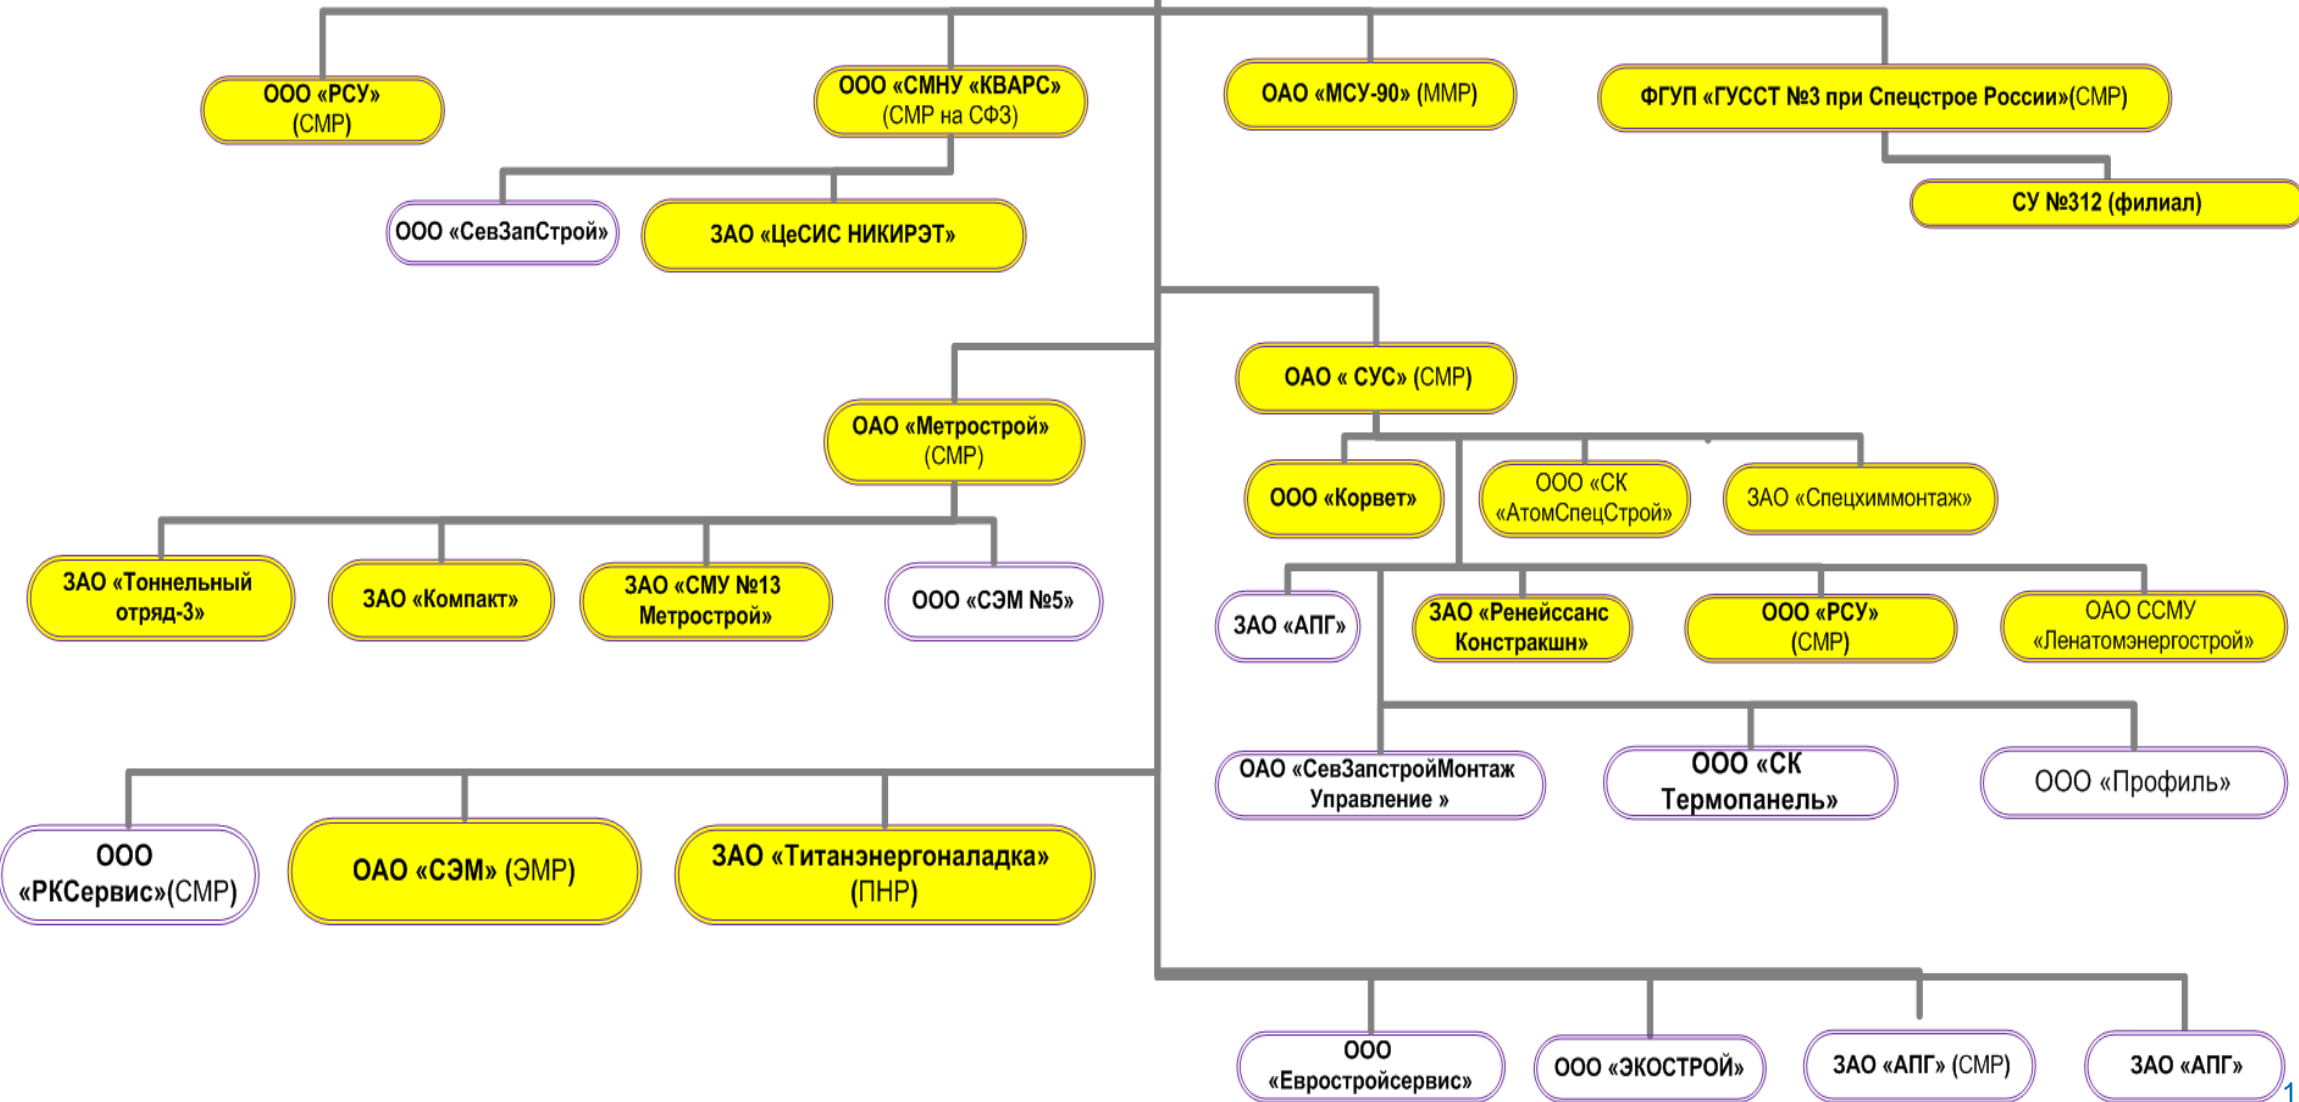 ООО «РСУ»
(СМР)
ООО «СМНУ «КВАРС»
(СМР на СФЗ)
ОАО «МСУ-90» (ММР)
ФГУП «ГУССТ №3 при Спецстрое России»(СМР)
ООО «СевЗапСтрой»
ЗАО «ЦеСИС НИКИРЭТ»
СУ №312 (филиал)
ОАО « СУС» (СМР)
ОАО «Метрострой»
(СМР)
ООО «Корвет»
ООО «СК
«АтомСпецСтрой»
ЗАО «Спецхиммонтаж»
ЗАО «Тоннельный
отряд-3»
ЗАО «Компакт»
ЗАО «СМУ №13
Метрострой»
ООО «СЭМ №5»
ЗАО «АПГ»
ЗАО «Ренейссанс
Констракшн»
ООО «РСУ»
(СМР)
ОАО ССМУ
«Ленатомэнергострой»
ОАО «СевЗапстройМонтаж
Управление »
ООО «СК
Термопанель»
ООО «Профиль»
ООО
«РКСервис»(СМР)
ОАО «СЭМ» (ЭМР)
ЗАО «Титанэнергоналадка»
(ПНР)
ООО
«Евростройсервис»
ООО «ЭКОСТРОЙ»
ЗАО «АПГ» (СМР)
ЗАО «АПГ»
1